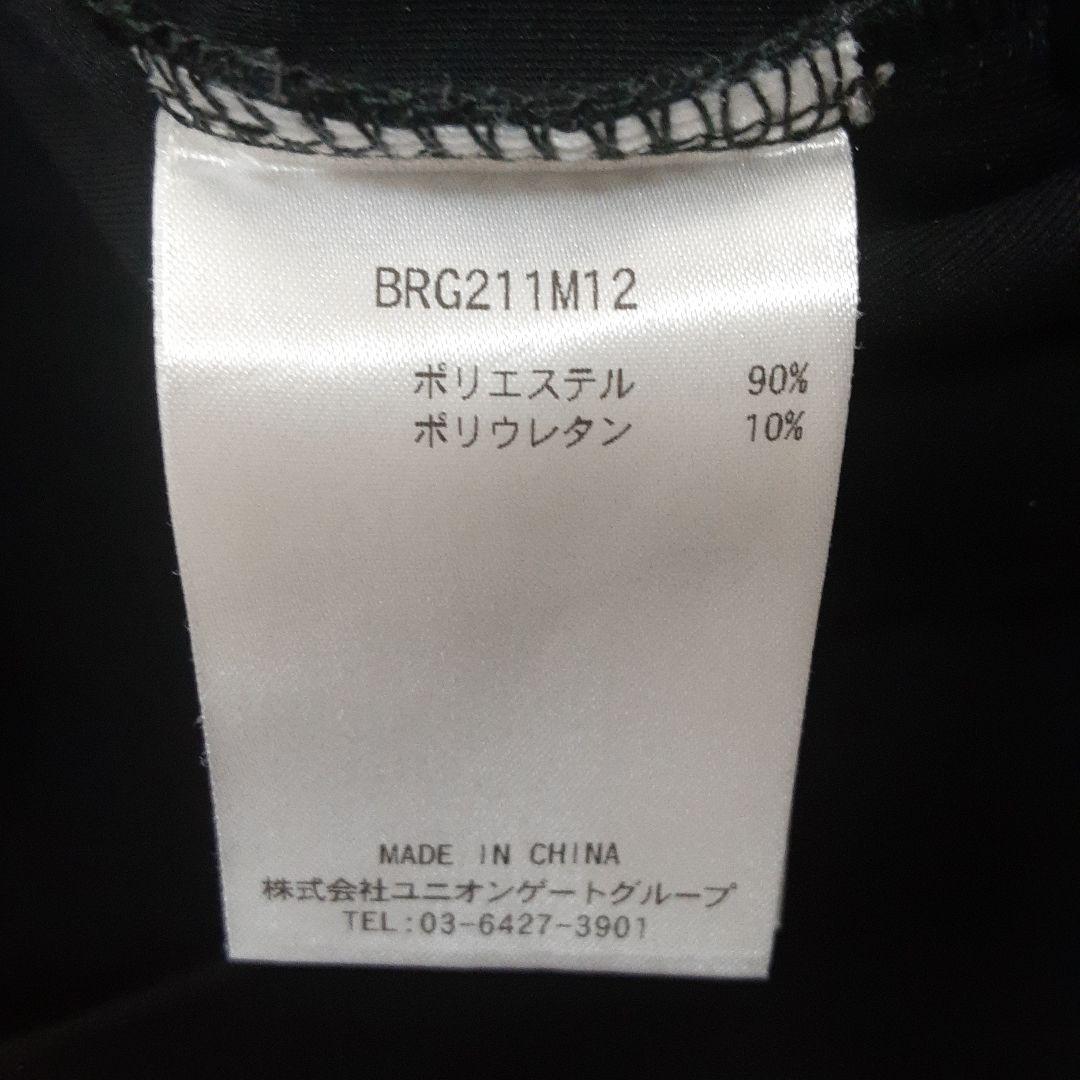 BRG211M12
ポリエステル 90%
ポリウレタン 10%
MADE IN CHINA
株式会社ユニオンゲートグループ
TEL:03-6427-3901